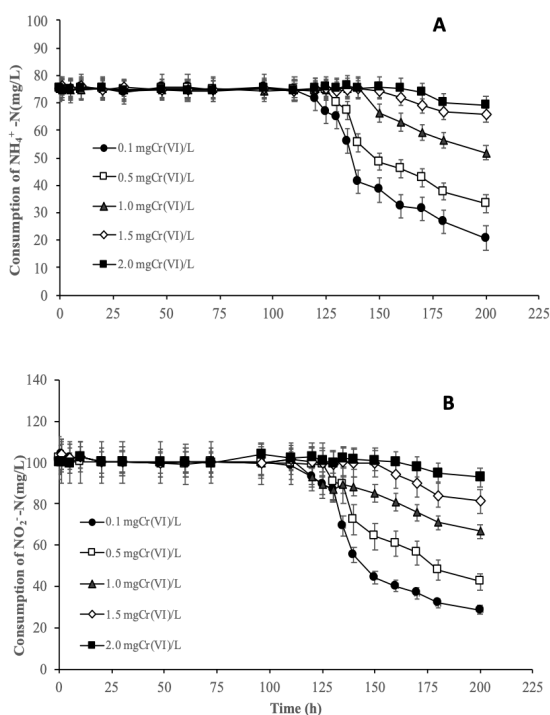 A
100
90
80
70
60
50
40
30
20
10
0
Consumption of NH₄⁺ -N(mg/L)
0.1 mgCr(VI)/L
0.5 mgCr(VI)/L
1.0 mgCr(VI)/L
1.5 mgCr(VI)/L
2.0 mgCr(VI)/L
0 25 50 75 100 125 150 175 200 225
B
140
120
100
80
60
40
20
0
Consumption of NO₂⁻-N(mg/L)
0.1 mgCr(VI)/L
0.5 mgCr(VI)/L
1.0 mgCr(VI)/L
1.5 mgCr(VI)/L
2.0 mgCr(VI)/L
0 25 50 75 100 125 150 175 200 225
Time (h)